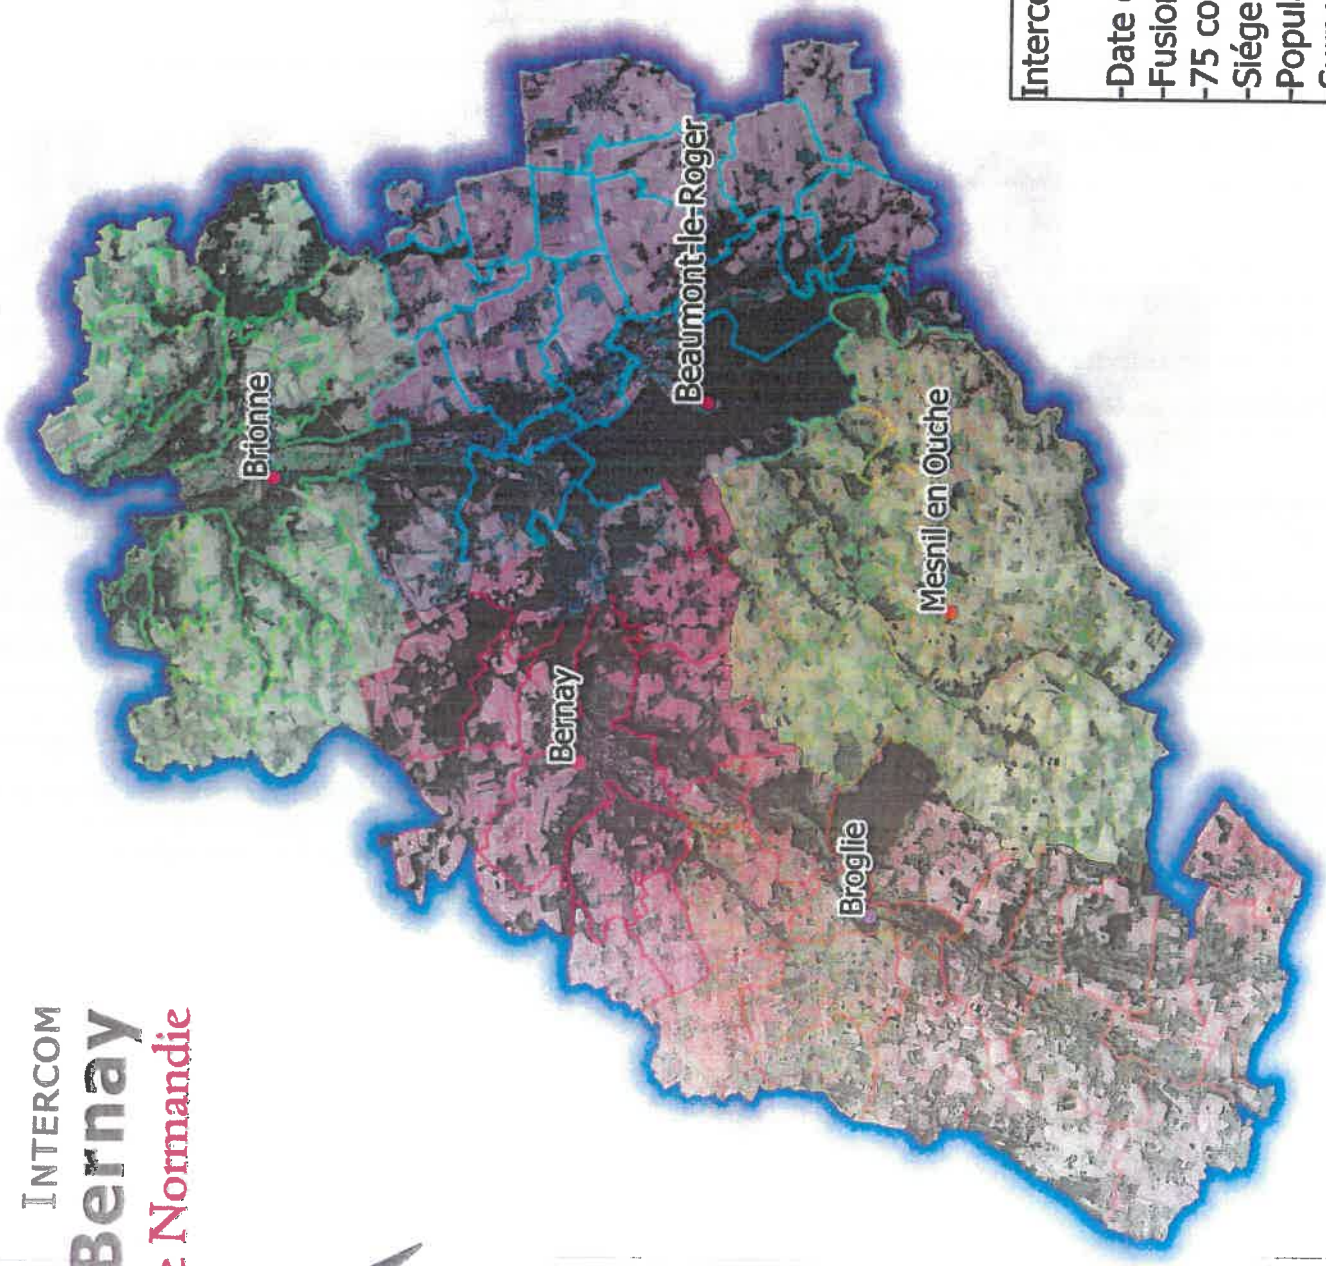 INTERCOM
Bernay
Normandie
Brionne
Beaumont-le-Roger
Bernay
Mesnil en Ouche
Broglie
Interco
-Date
-Fusion
-75 co
-Siége
-Popul